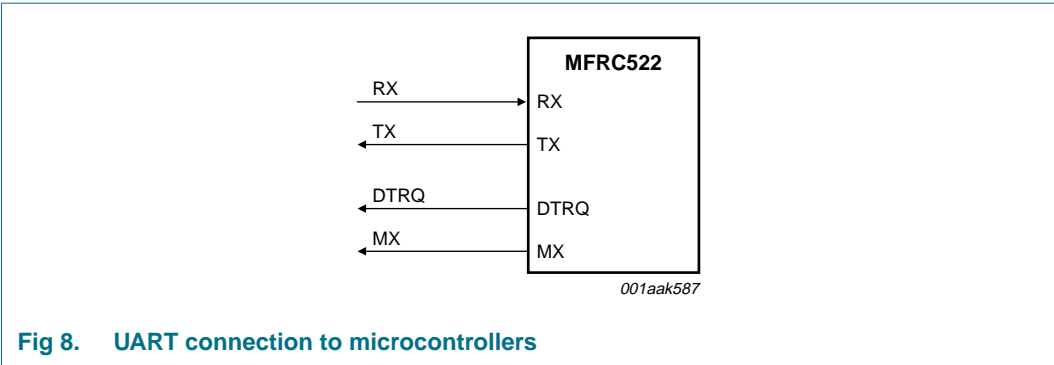 MFRC522
RX RX
TX TX
DTRQ DTRQ
MX MX
001aak587
Fig 8. UART connection to microcontrollers